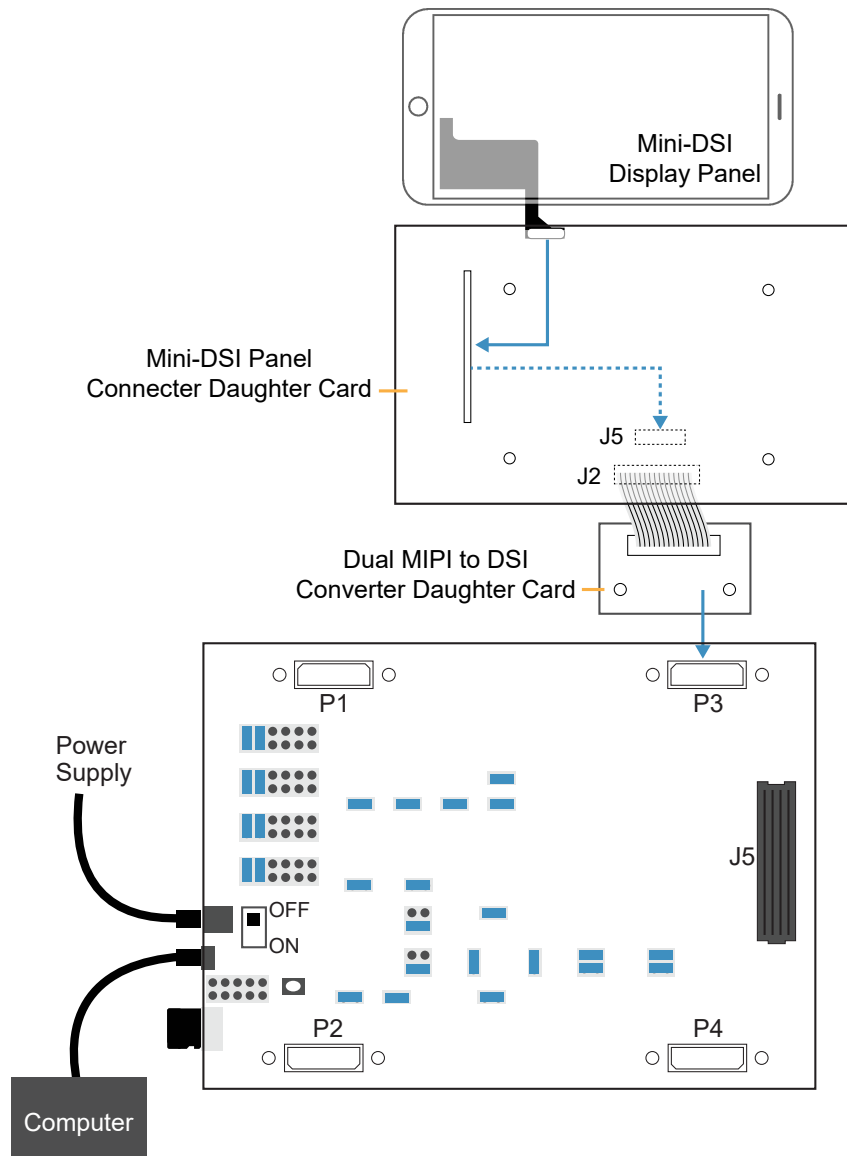 Mini-DSI
Display Panel
Mini-DSI Panel
Connecter Daughter Card
J5
J2
Dual MIPI to DSI
Converter Daughter Card
P1
P3
Power
Supply
J5
OFF
ON
P2
P4
Computer